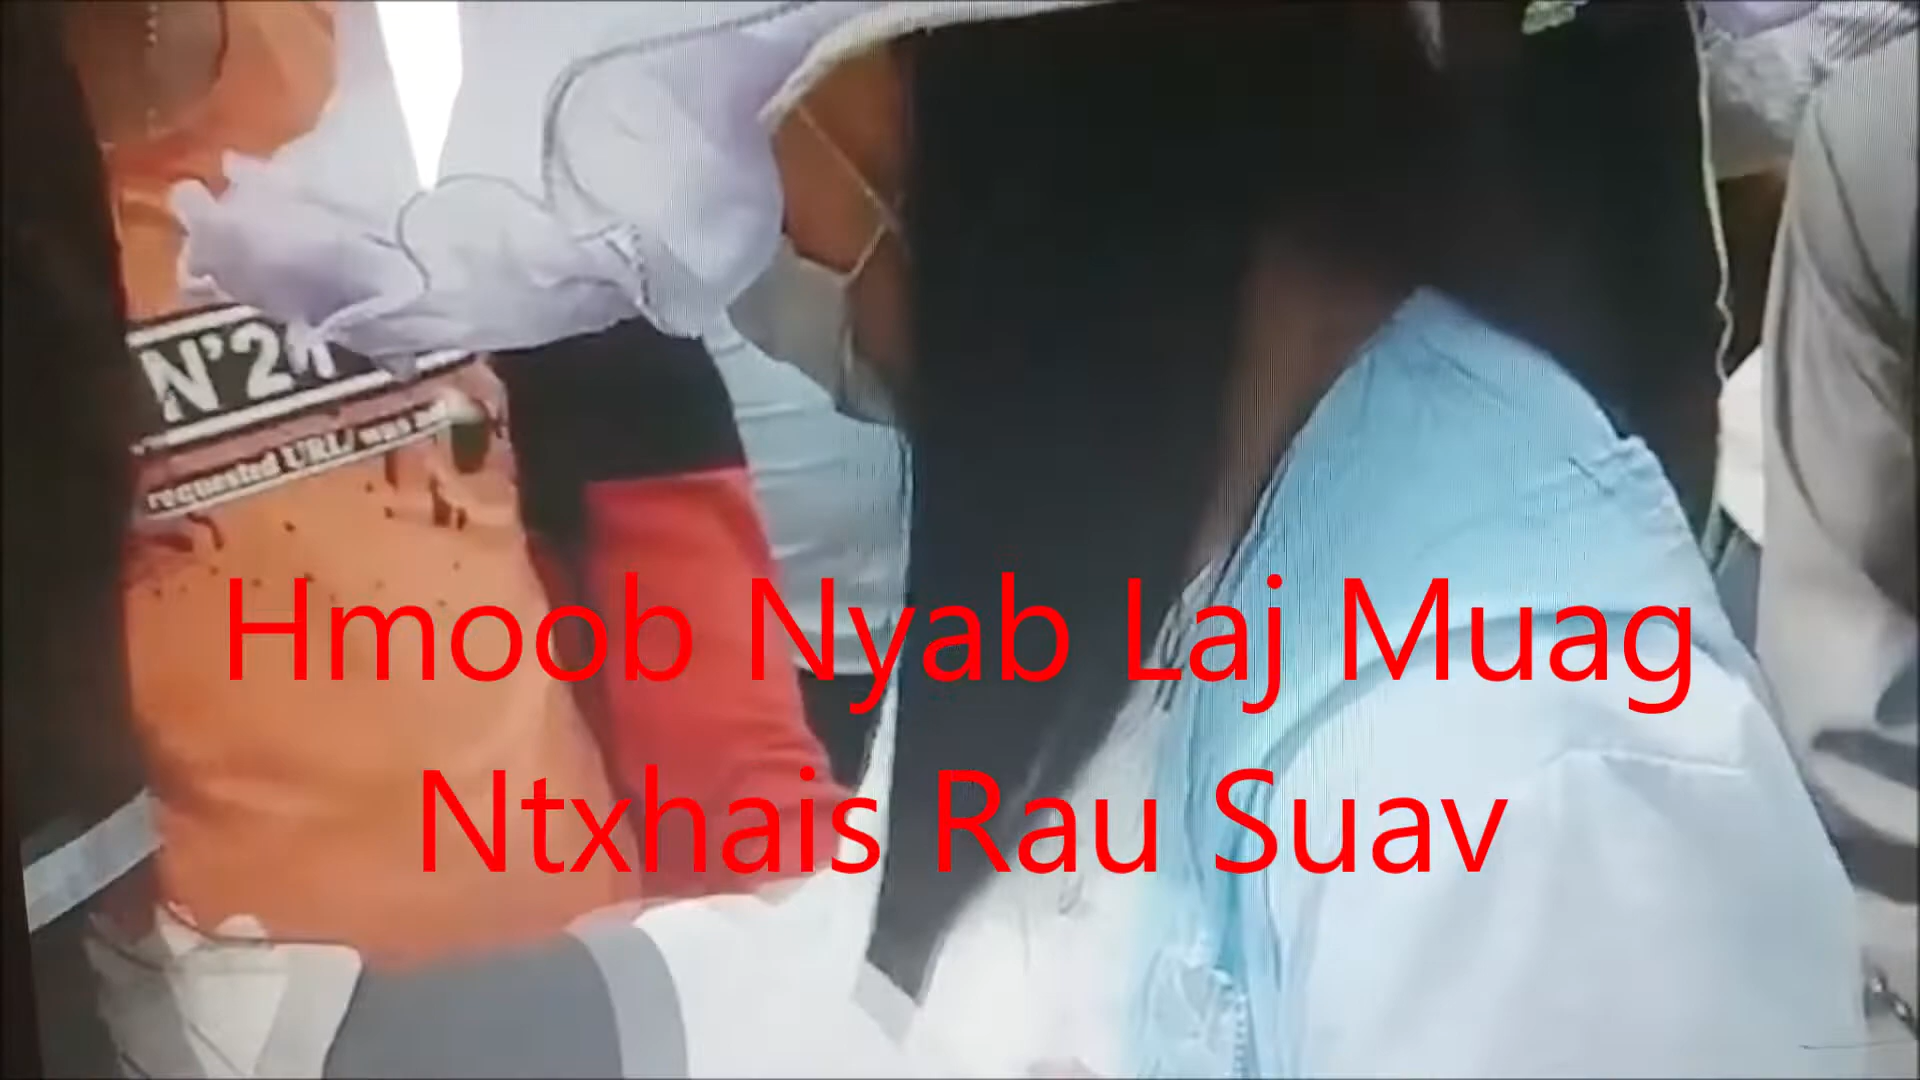 N'2
requested URL/ was
Hmoob Nyab Laj Muag
Ntxhais Rau Suav